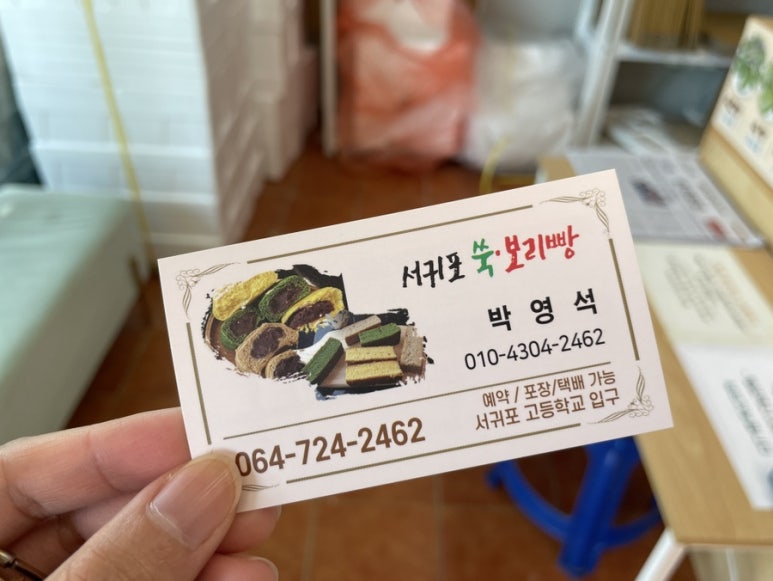 서귀포 쑥·보리빵
박 영 석
010-4304-2462
예약 / 포장/택배 가능
서귀포 고등학교 입구
064-724-2462